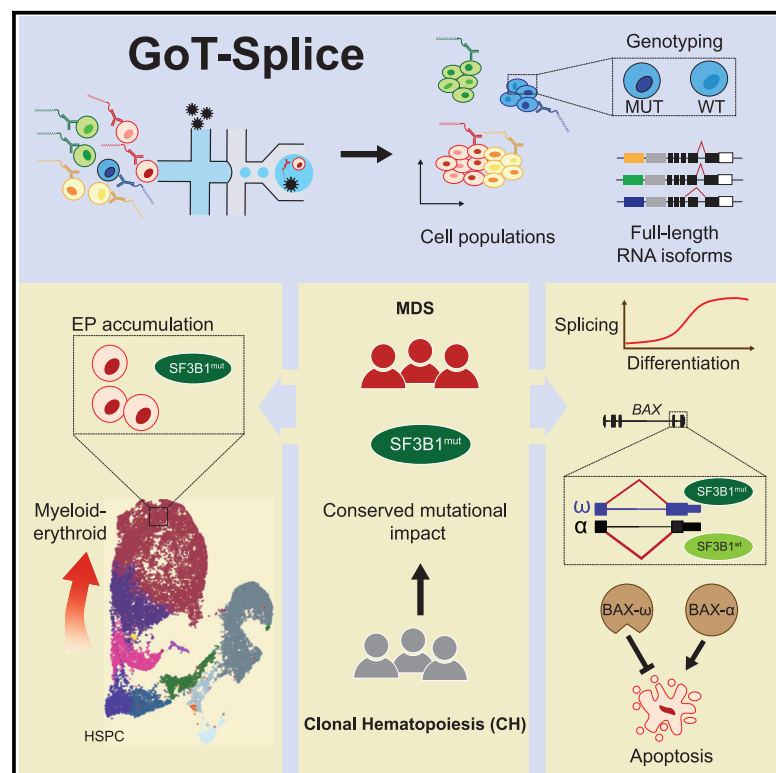 GoT-Splice
Genotyping
MUT
WT
Cell populations
Full-length
RNA isoforms
EP accumulation
SF3B1mut
Myeloid-
erythroid
HSPC
MDS
SF3B1mut
Conserved mutational
impact
Clonal Hematopoiesis (CH)
Splicing
Differentiation
BAX
ω
α
SF3B1mut
SF3B1wt
BAX-ω
BAX-α
Apoptosis